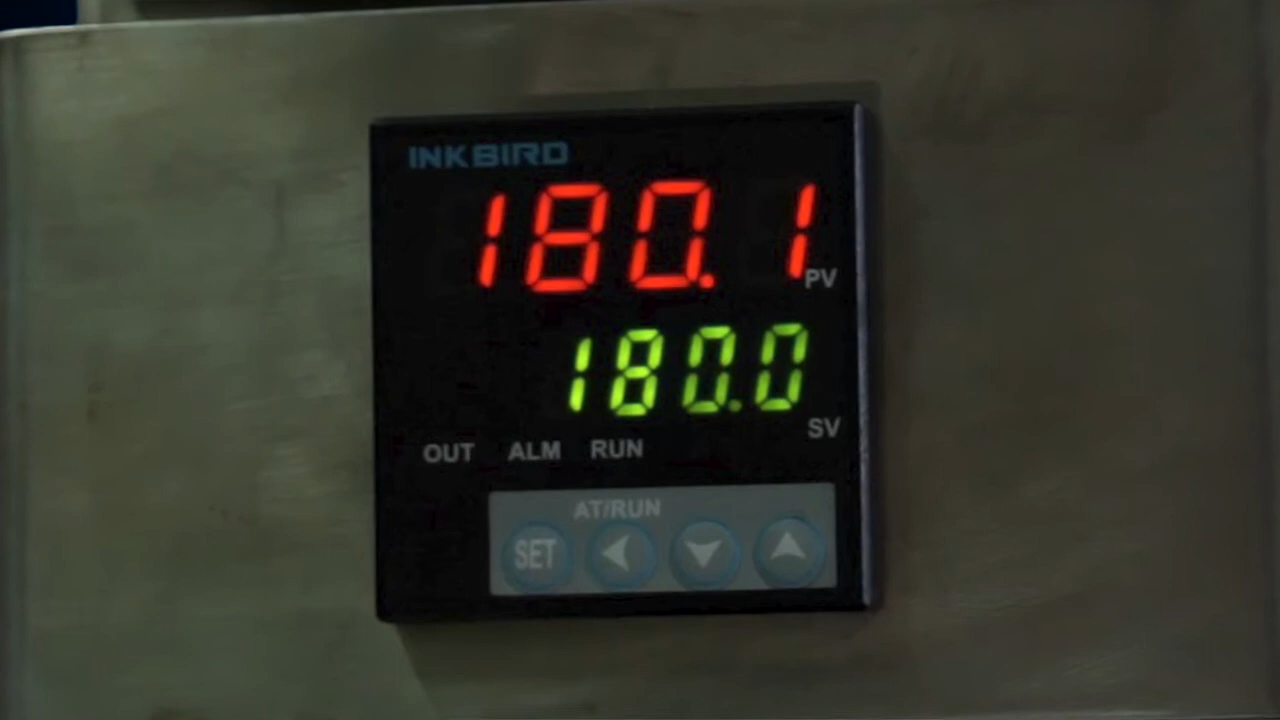 INKBIRD
180.1
PV
180.0
SV
OUT ALM RUN
AT/RUN
SET